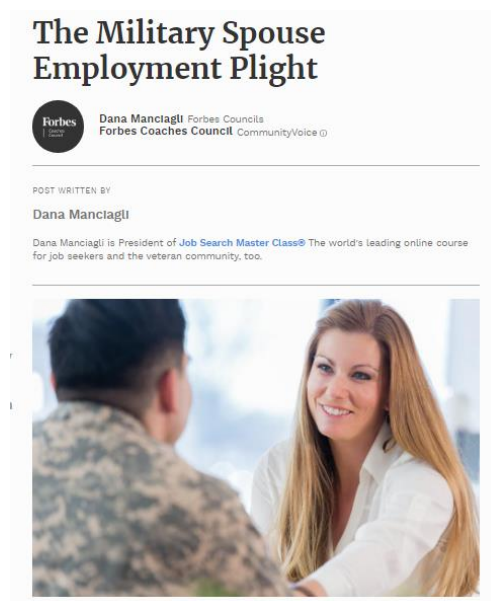 The Military Spouse
Employment Plight
Forbes
Dana Manciagli Forbes Councils
Forbes Coaches Council CommunityVoice
POST WRITTEN BY
Dana Manciagli
Dana Manciagli is President of Job Search Master Class® The world's leading online course
for job seekers and the veteran community, too.